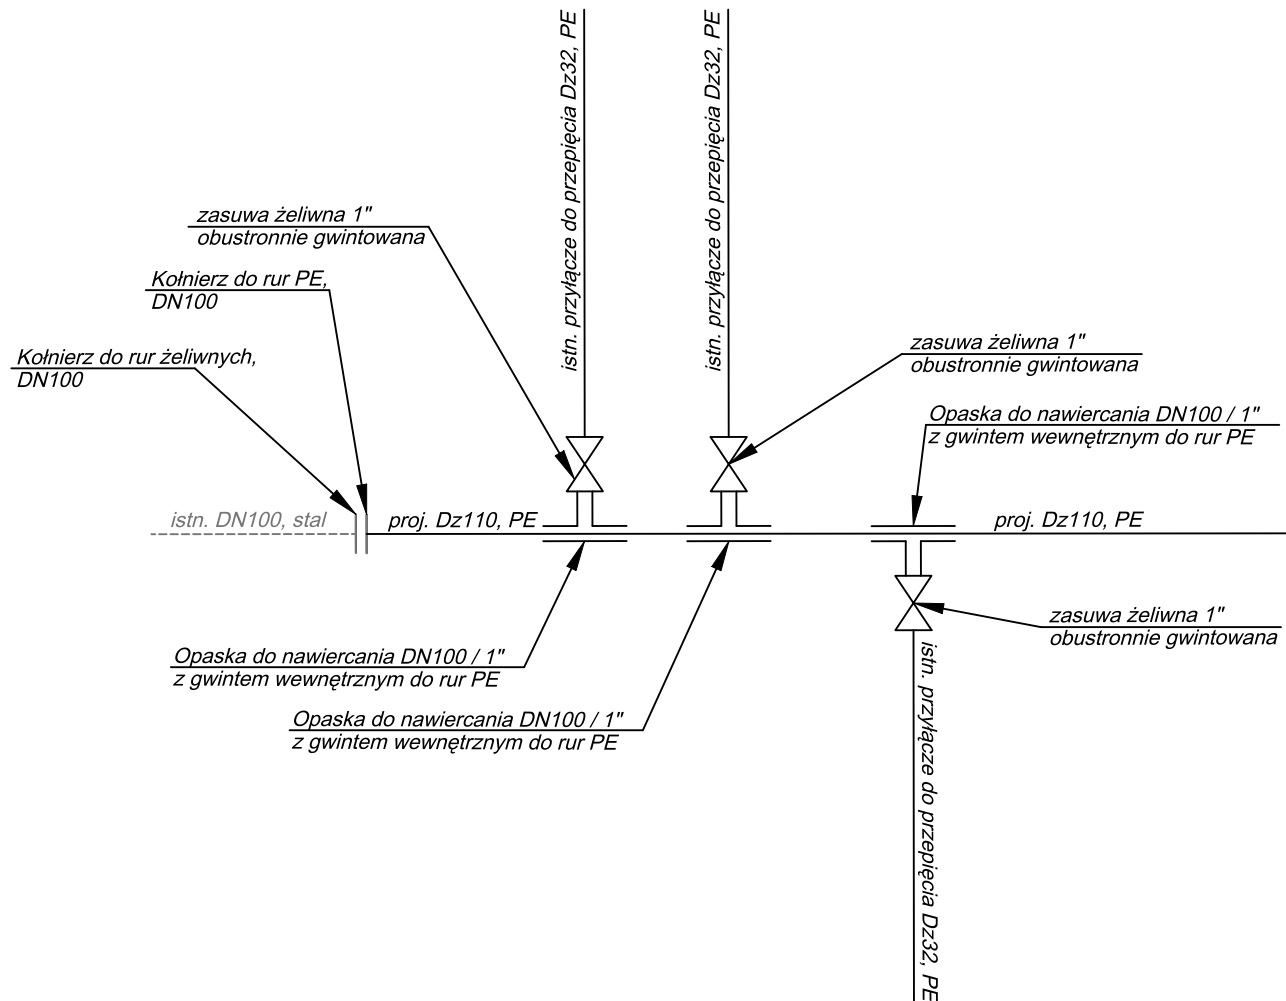 istn. przyłącze do przepięcia Dz32, PE
istn. przyłącze do przepięcia Dz32, PE
zasuwa żeliwna 1"
obustronnie gwintowana
Kołnierz do rur PE,
DN100
Kołnierz do rur żeliwnych,
DN100
zasuwa żeliwna 1"
obustronnie gwintowana
Opaska do nawiercania DN100 / 1"
z gwintem wewnętrznym do rur PE
istn. DN100, stal
proj. Dz110, PE
proj. Dz110, PE
zasuwa żeliwna 1"
obustronnie gwintowana
Opaska do nawiercania DN100 / 1"
z gwintem wewnętrznym do rur PE
Opaska do nawiercania DN100 / 1"
z gwintem wewnętrznym do rur PE
istn. przyłącze do przepięcia Dz32, PE